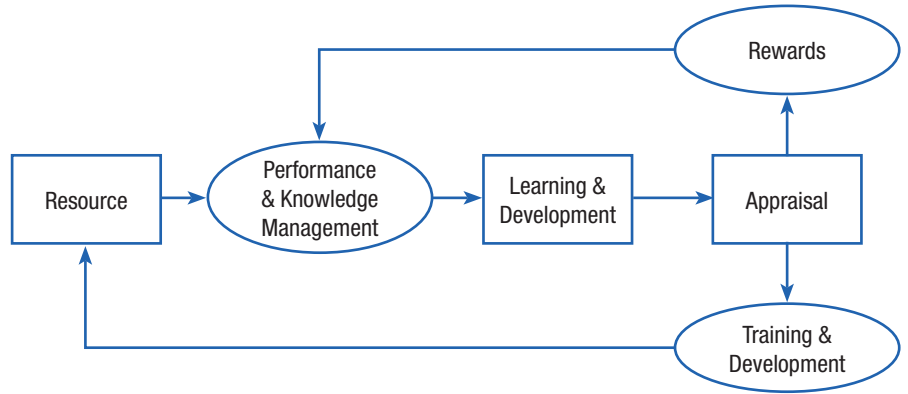 Rewards
Resource
Performance
& Knowledge
Management
Learning &
Development
Appraisal
Training &
Development